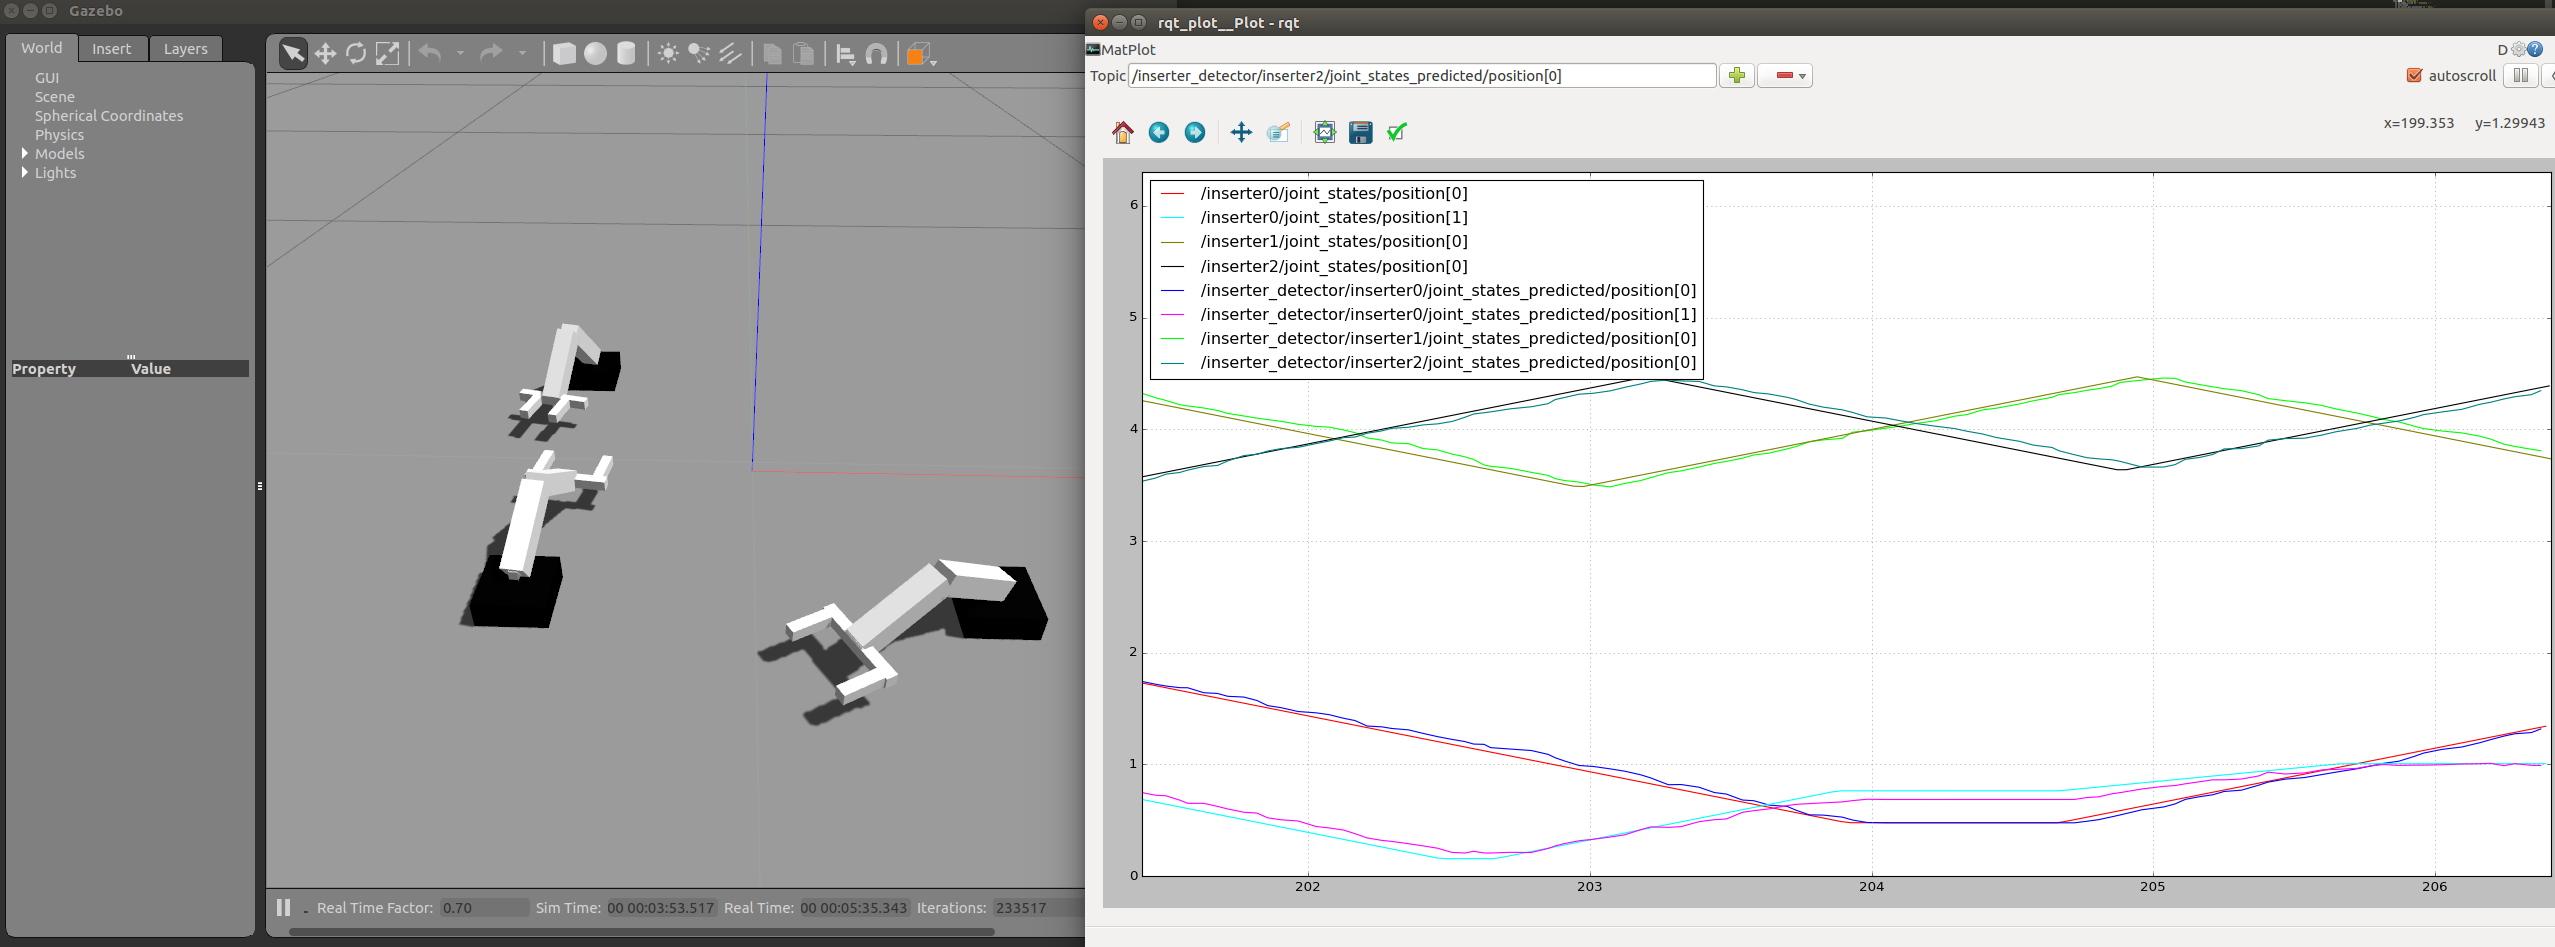 Gazebo
World Insert Layers
GUI
Scene
Spherical Coordinates
Physics
Models
Lights
Property Value
Real Time Factor: 0.70 Sim Time: 00 00:03:53.517 Real Time: 00 00:05:35.343 Iterations: 233517
rqt_plot__Plot - rqt
MatPlot
D
Topic /inserter_detector/inserter2/joint_states_predicted/position[0]
autoscroll
x=199.353 y=1.29943
/inserter0/joint_states/position[0]
/inserter0/joint_states/position[1]
/inserter1/joint_states/position[0]
/inserter2/joint_states/position[0]
/inserter_detector/inserter0/joint_states_predicted/position[0]
/inserter_detector/inserter0/joint_states_predicted/position[1]
/inserter_detector/inserter1/joint_states_predicted/position[0]
/inserter_detector/inserter2/joint_states_predicted/position[0]
6
5
4
3
2
1
0
202 203 204 205 206